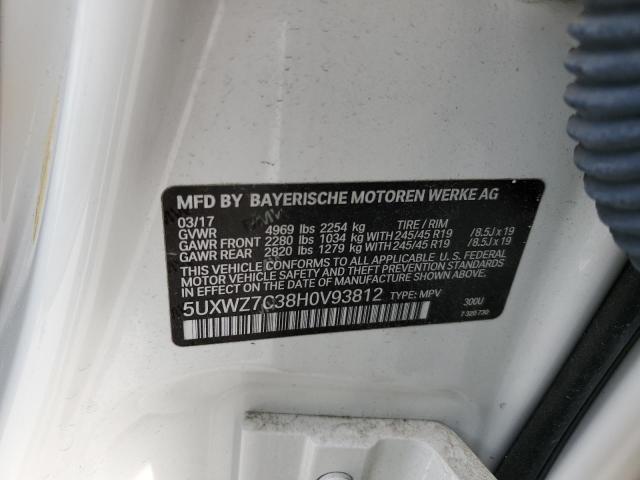 MFD BY BAYERISCHE MOTOREN WERKE AG
03/17
GVWR 4969 lbs 2254 kg TIRE / RIM
GAWR FRONT 2280 lbs 1034 kg WITH 245/45 R19 / 8.5J x 19
GAWR REAR 2820 lbs 1279 kg WITH 245/45 R19 / 8.5J x 19
THIS VEHICLE CONFORMS TO ALL APPLICABLE U.S. FEDERAL
MOTOR VEHICLE SAFETY AND THEFT PREVENTION STANDARDS
IN EFFECT ON THE DATE OF MANUFACTURE SHOWN ABOVE.
5UXWZ7C38H0V93812 TYPE: MPV 300U
7 320 730